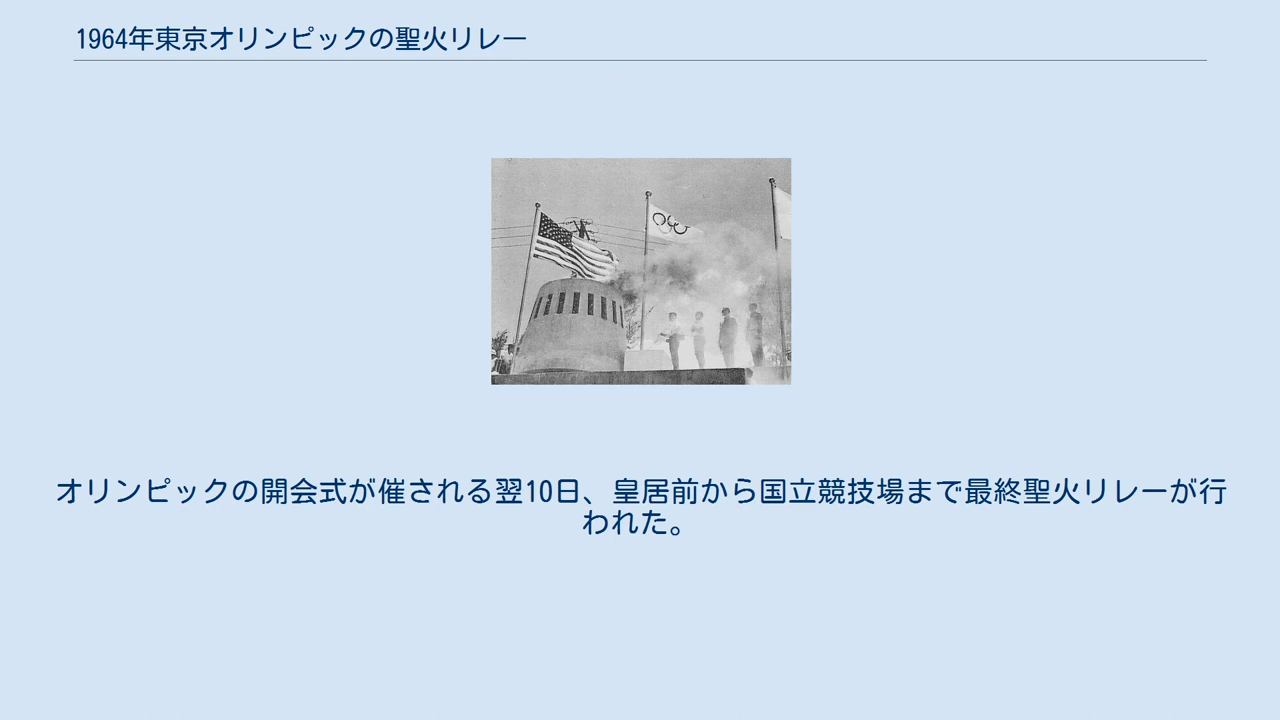 1964年東京オリンピックの聖火リレー
オリンピックの開会式が催される翌10日、皇居前から国立競技場まで最終聖火リレーが行
われた。